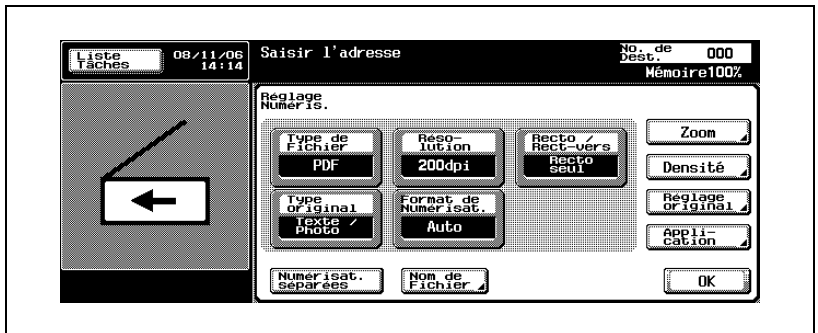 Liste
Tâches
08/11/06
14:14
Saisir l'adresse
No. de
Dest.
000
Mémoire100%
Réglage
Numéris.
Type de
Fichier
PDF
Réso-
lution
200dpi
Recto /
Rect-vers
Recto
seul
Zoom
Densité
Type
original
Texte /
Photo
Format de
Numérisat.
Auto
Réglage
original
Appli-
cation
Numérisat.
séparées
Nom de
Fichier
OK